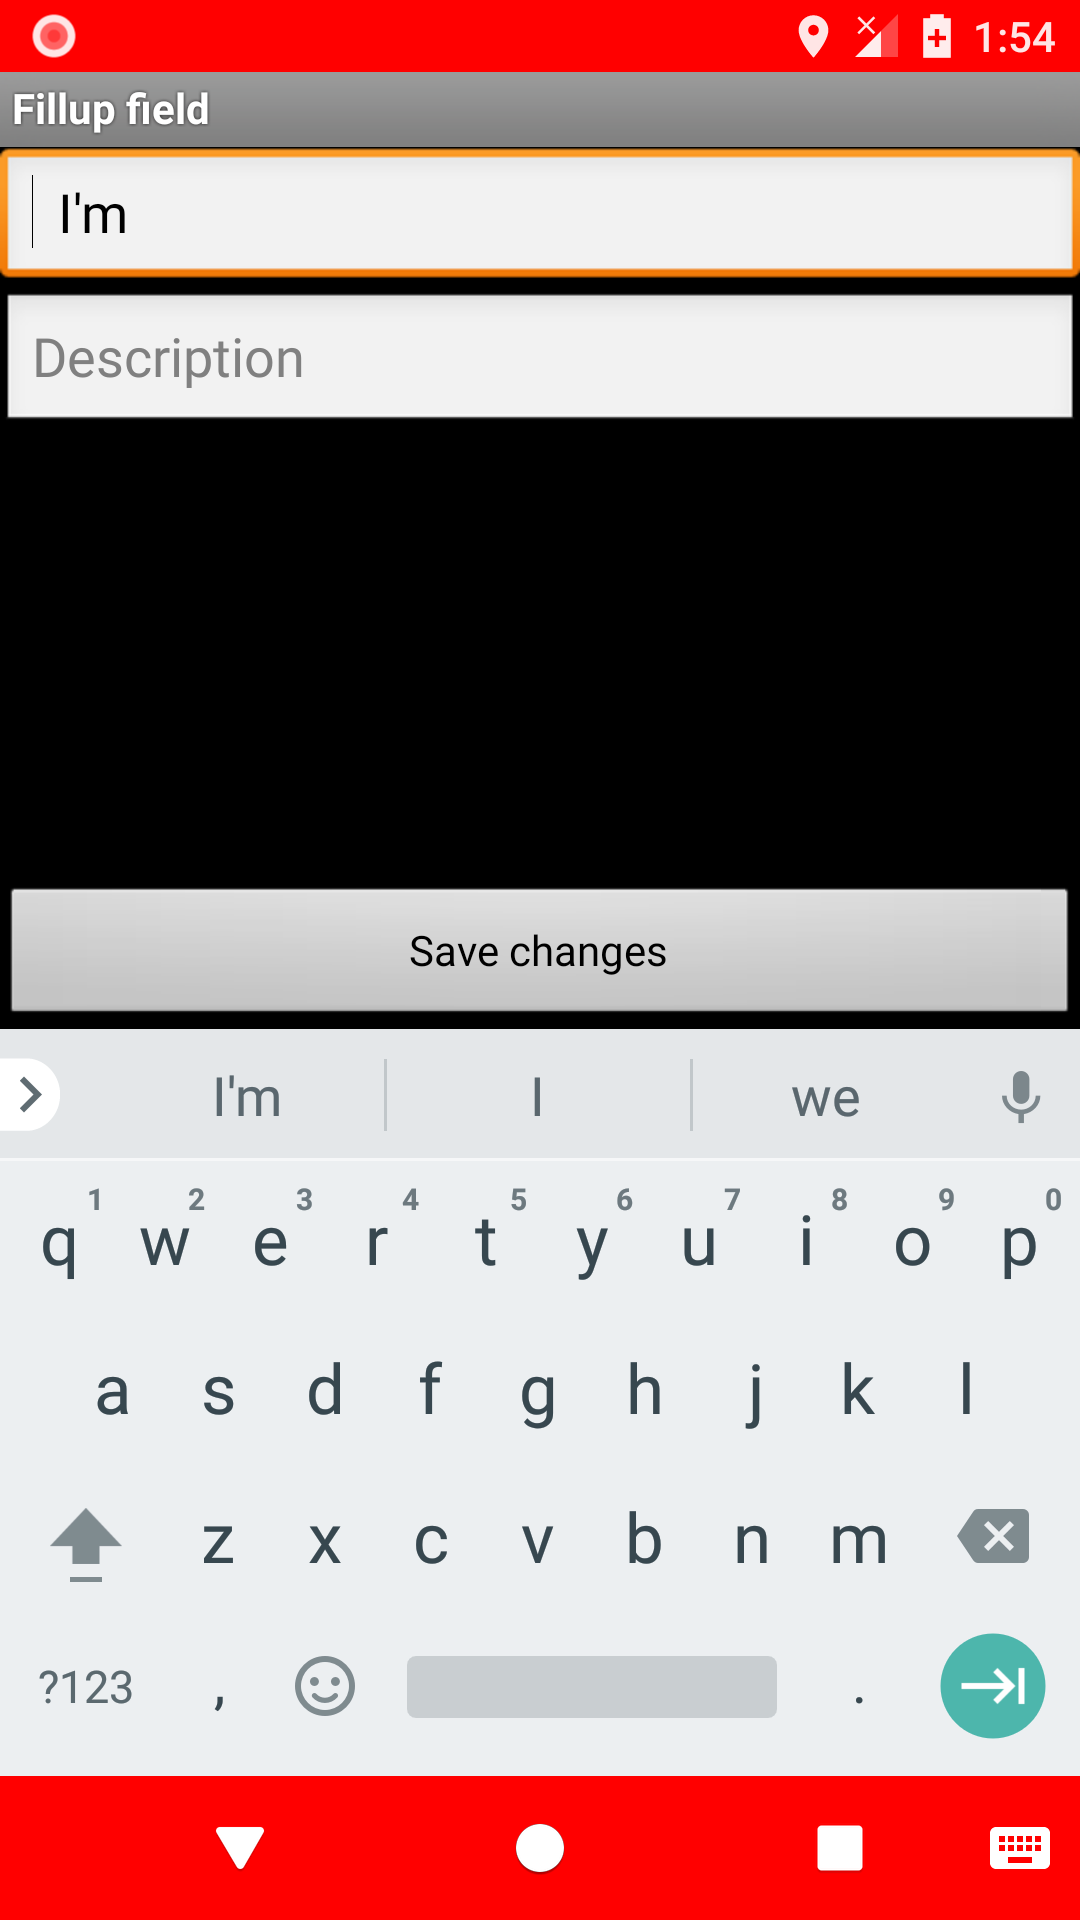 1:54
Fillup field
I'm
Description
Save changes
I'm I we
1 2 3 4 5 6 7 8 9 0
q w e r t y u i o p
a s d f g h j k l
z x c v b n m
?123 , .